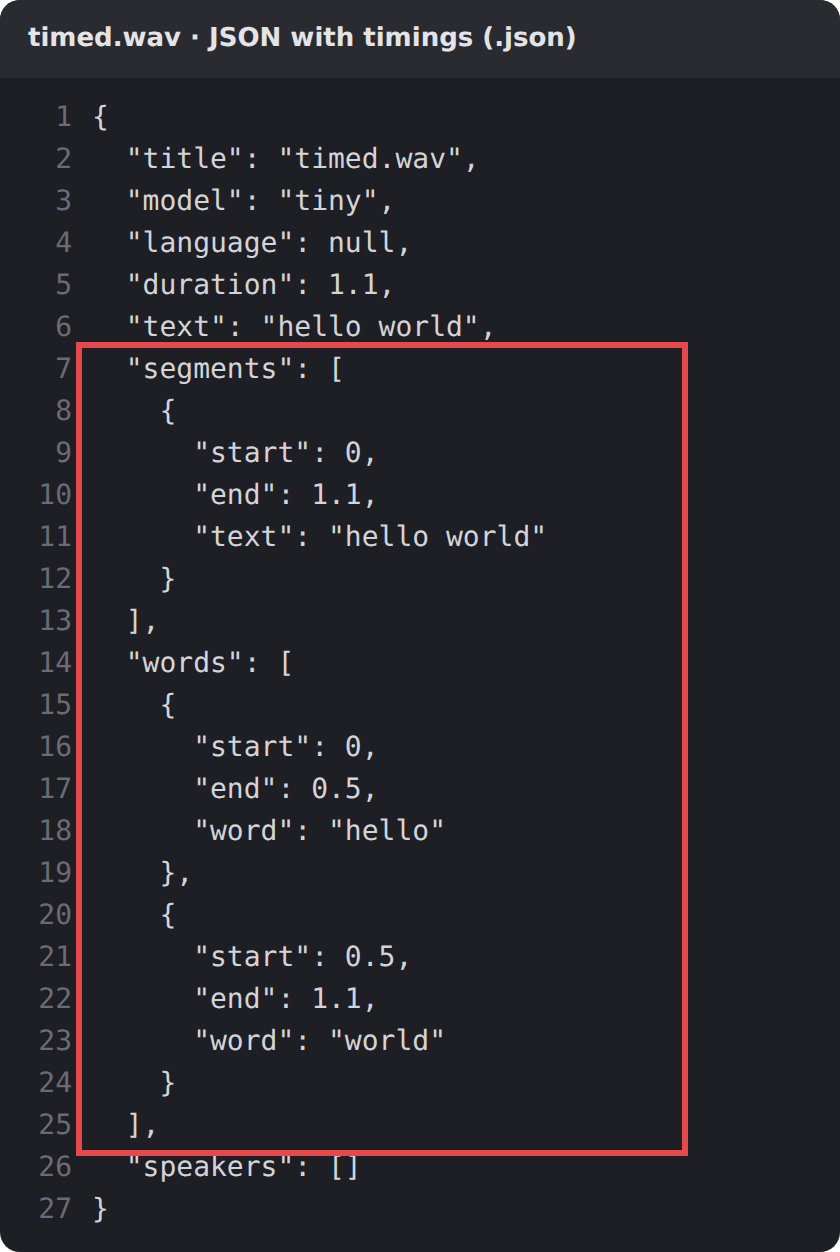 timed.wav · JSON with timings (.json)
1 {
2   "title": "timed.wav",
3   "model": "tiny",
4   "language": null,
5   "duration": 1.1,
6   "text": "hello world",
7   "segments": [
8     {
9       "start": 0,
10       "end": 1.1,
11       "text": "hello world"
12     }
13   ],
14   "words": [
15     {
16       "start": 0,
17       "end": 0.5,
18       "word": "hello"
19     },
20     {
21       "start": 0.5,
22       "end": 1.1,
23       "word": "world"
24     }
25   ],
26   "speakers": []
27 }